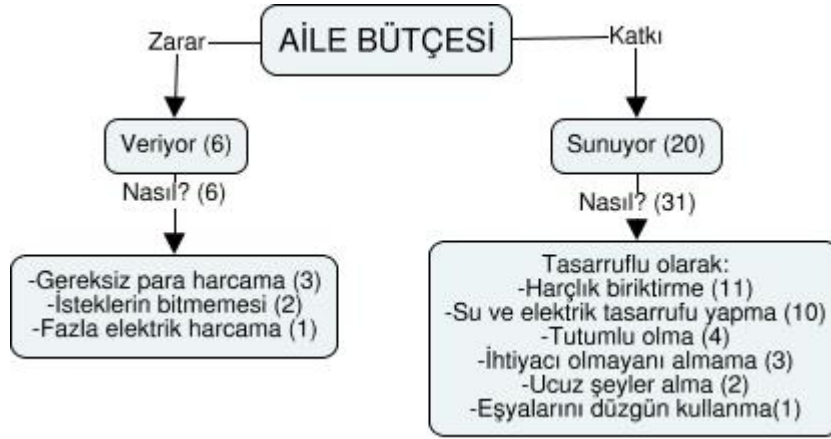 AİLE BÜTÇESİ
Zarar
Katkı
Veriyor (6)
Sunuyor (20)
Nasıl? (6)
Nasıl? (31)
-Gereksiz para harcama (3)
-İsteklerin bitmemesi (2)
-Fazla elektrik harcama (1)
Tasarruflu olarak:
-Harçlık biriktirme (11)
-Su ve elektrik tasarrufu yapma (10)
-Tutumlu olma (4)
-İhtiyacı olmayanı almama (3)
-Ucuz şeyler alma (2)
-Eşyalarını düzgün kullanma(1)